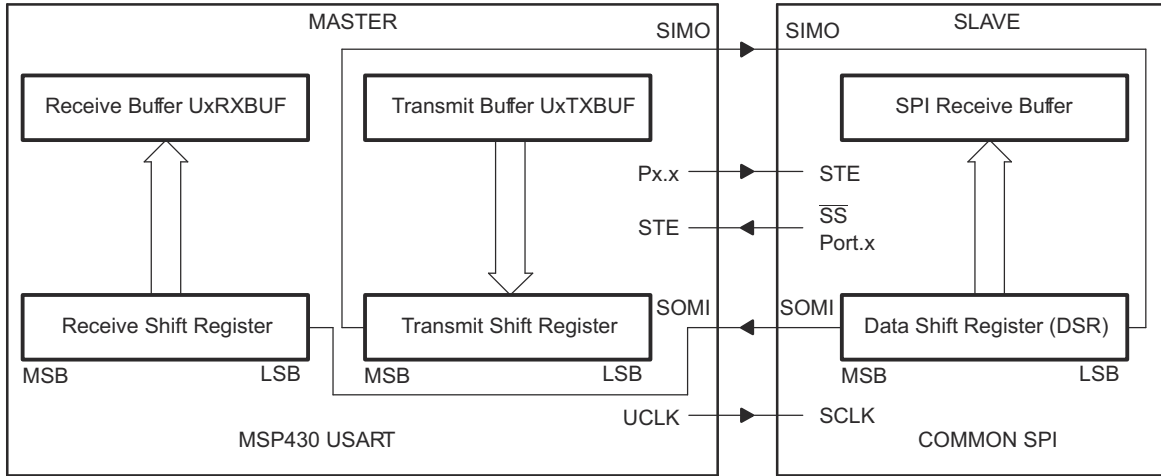 MASTER
SIMO
SIMO
SLAVE
Receive Buffer UxRXBUF
Transmit Buffer UxTXBUF
SPI Receive Buffer
Px.x
STE
STE
SS
Port.x
SOMI
SOMI
Receive Shift Register
Transmit Shift Register
Data Shift Register (DSR)
MSB
LSB
MSB
LSB
MSB
LSB
UCLK
SCLK
MSP430 USART
COMMON SPI